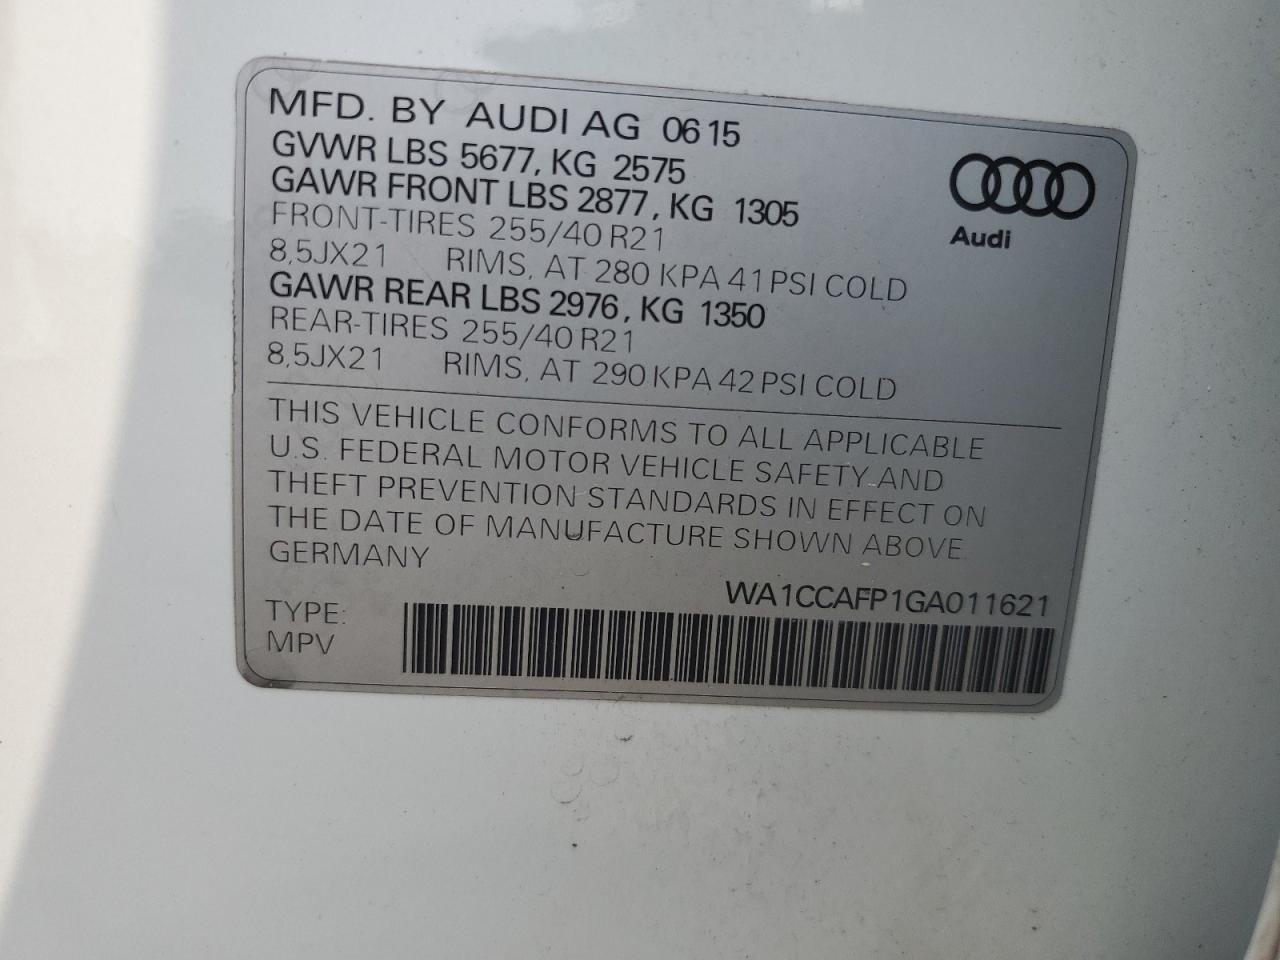 MFD. BY AUDI AG 0615
GVWR LBS 5677, KG 2575
GAWR FRONT LBS 2877, KG 1305
FRONT-TIRES 255/40 R21
8,5JX21 RIMS, AT 280 KPA 41 PSI COLD
GAWR REAR LBS 2976, KG 1350
REAR-TIRES 255/40 R21
8,5JX21 RIMS, AT 290 KPA 42 PSI COLD
Audi
THIS VEHICLE CONFORMS TO ALL APPLICABLE
U.S. FEDERAL MOTOR VEHICLE SAFETY AND
THEFT PREVENTION STANDARDS IN EFFECT ON
THE DATE OF MANUFACTURE SHOWN ABOVE.
GERMANY
WA1CCAFP1GA011621
TYPE:
MPV